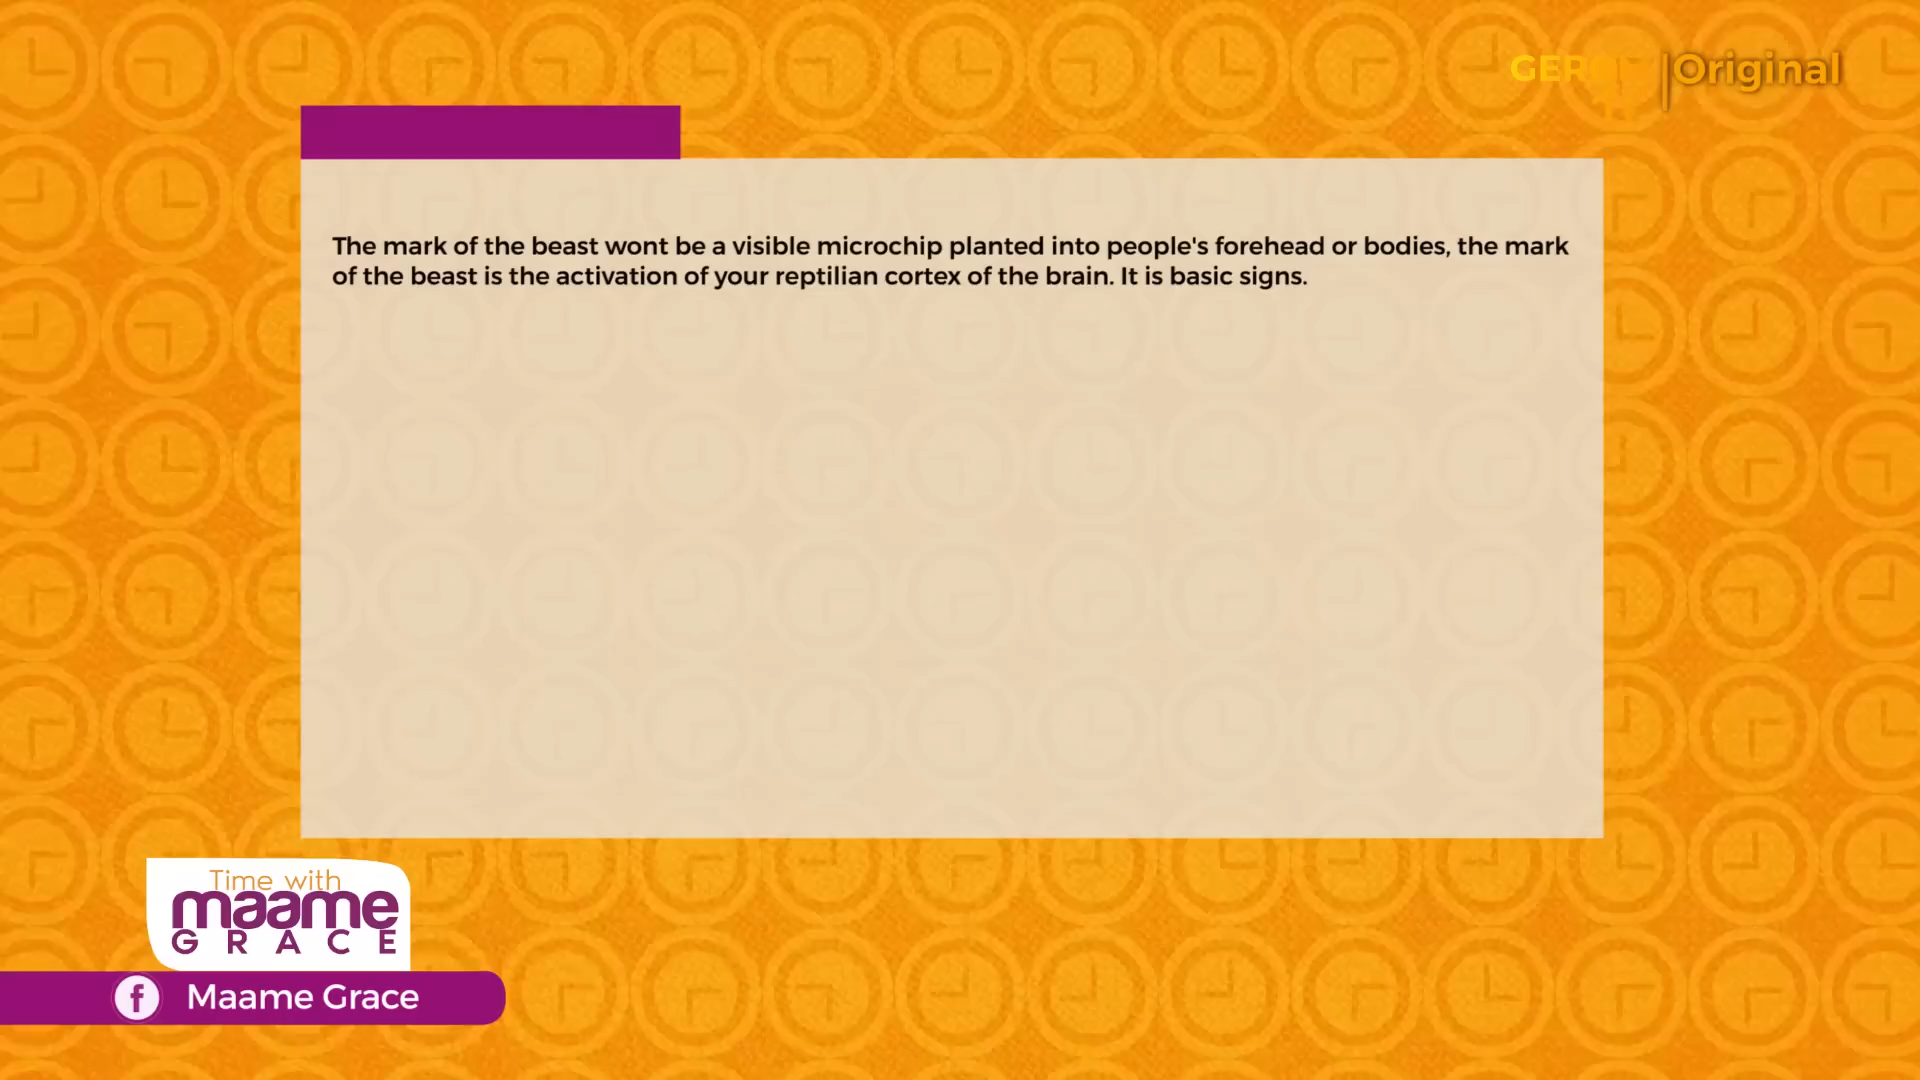 |Original
The mark of the beast wont be a visible microchip planted into people's forehead or bodies, the mark
of the beast is the activation of your reptilian cortex of the brain. It is basic signs.
Time with
maame
GRACE
f Maame Grace